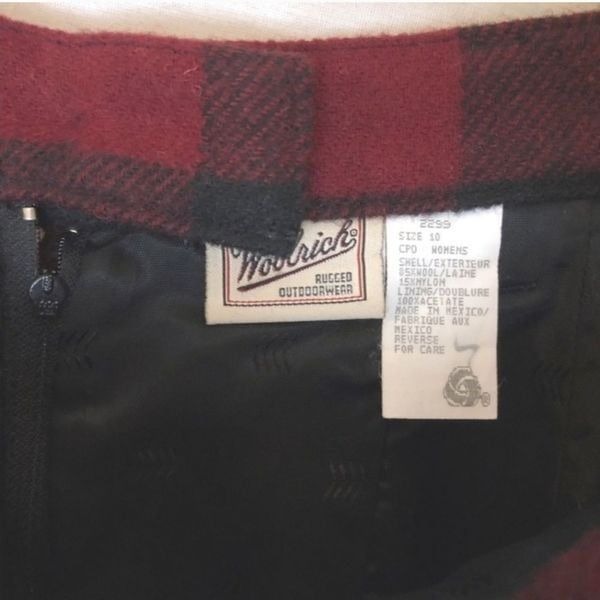 Woolrich®
RUGGED
OUTDOORWEAR
2299
SIZE 10
CPO WOMENS
SHELL/EXTERIEUR
85%WOOL/LAINE
15%NYLON
LINING/DOUBLURE
100%ACETATE
MADE IN MEXICO/
FABRIQUE AUX
MEXICO
REVERSE
FOR CARE
®